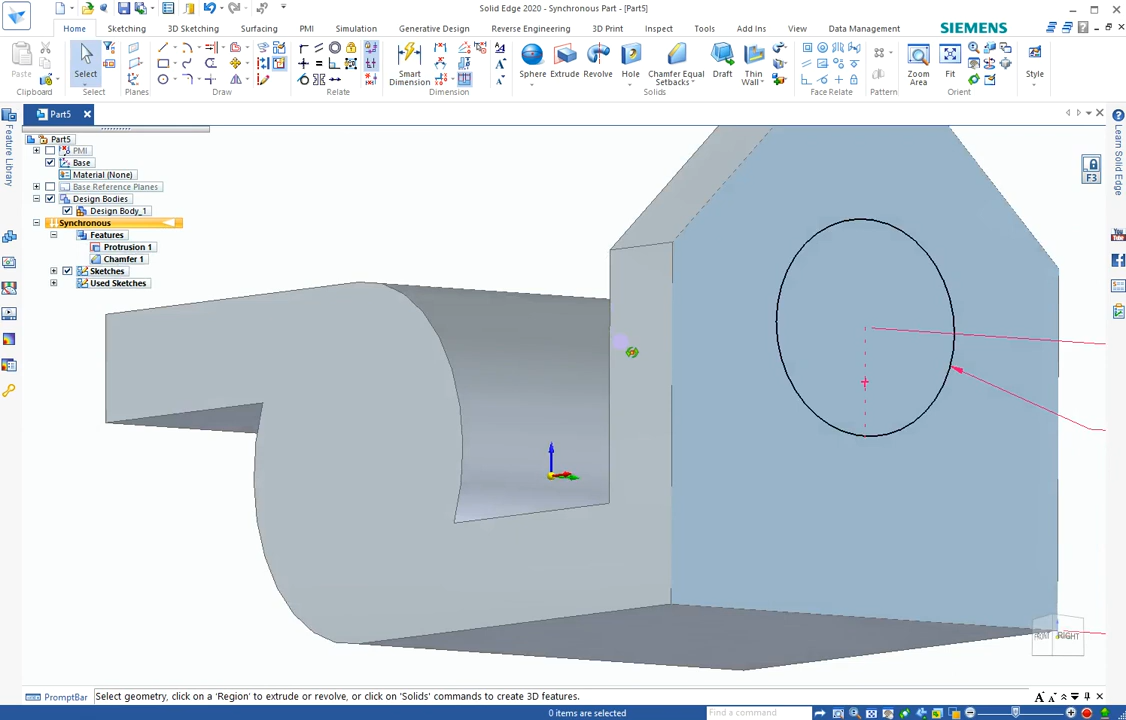 Solid Edge 2020 - Synchronous Part - [Part5]
Home
Sketching
3D Sketching
Surfacing
PMI
Simulation
Generative Design
Reverse Engineering
3D Print
Inspect
Tools
Add Ins
View
Data Management
SIEMENS
Paste
Select
Smart
Dimension
Sphere
Extrude
Revolve
Hole
Chamfer Equal
Setbacks
Draft
Thin
Wall
Zoom
Area
Fit
Style
Clipboard
Select
Planes
Draw
Relate
Dimension
Solids
Face Relate
Pattern
Orient
Style
Part5
Feature Library
Learn Solid Edge
Part5
PMI
Base
Material (None)
Base Reference Planes
Design Bodies
Design Body_1
Synchronous
Features
Protrusion 1
Chamfer 1
Sketches
Used Sketches
F3
You
Tube
RIGHT
PromptBar
Select geometry, click on a 'Region' to extrude or revolve, or click on 'Solids' commands to create 3D features.
0 items are selected
Find a command